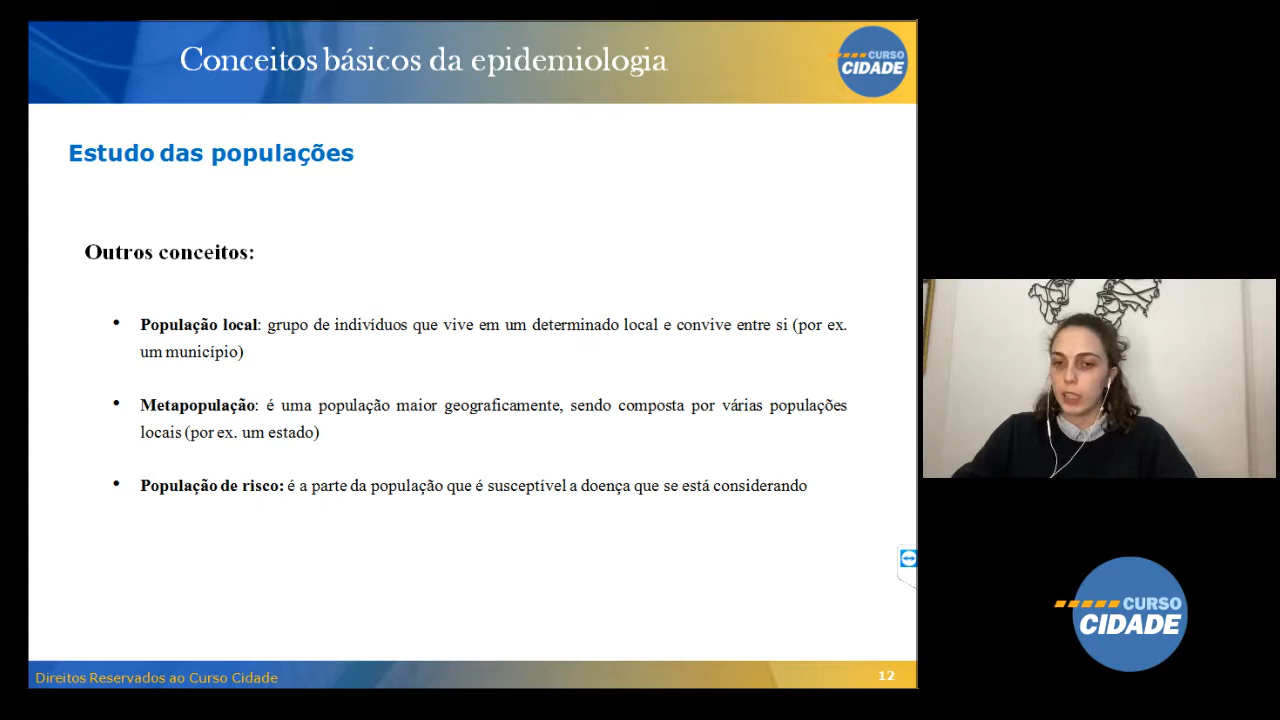 Conceitos básicos da epidemiologia
CURSO
CIDADE
Estudo das populações
Outros conceitos:
• População local: grupo de indivíduos que vive em um determinado local e convive entre si (por ex.
um município)
• Metapopulação: é uma população maior geograficamente, sendo composta por várias populações
locais (por ex. um estado)
• População de risco: é a parte da população que é susceptível a doença que se está considerando
CURSO
CIDADE
Direitos Reservados ao Curso Cidade
12